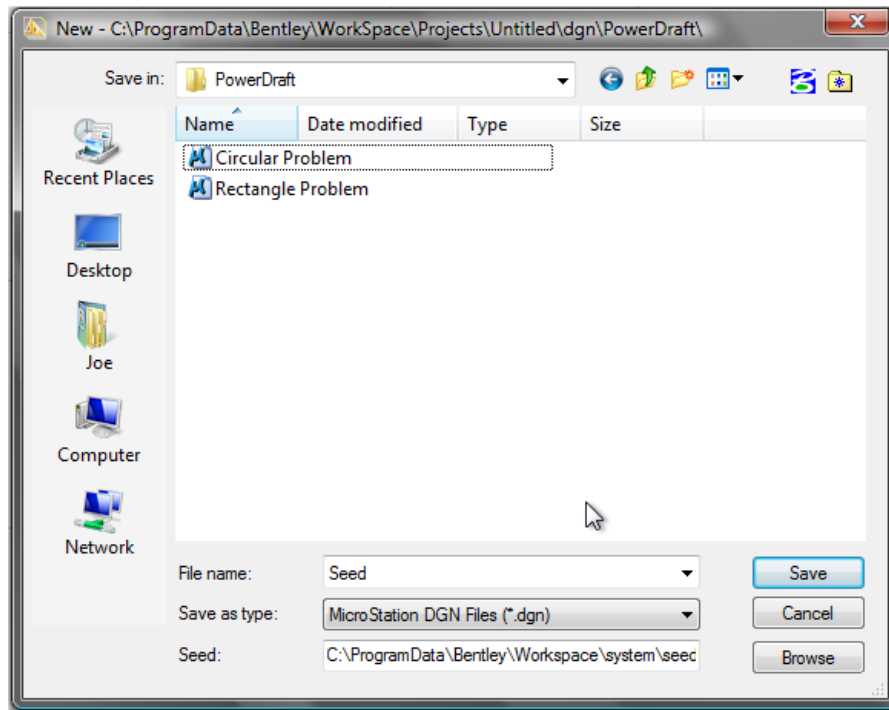 New - C:\ProgramData\Bentley\WorkSpace\Projects\Untitled\dgn\PowerDraft\
Save in: PowerDraft
Name Date modified Type Size
Circular Problem
Rectangle Problem
Recent Places
Desktop
Joe
Computer
Network
File name: Seed Save
Save as type: MicroStation DGN Files (*.dgn) Cancel
Seed: C:\ProgramData\Bentley\Workspace\system\seed Browse